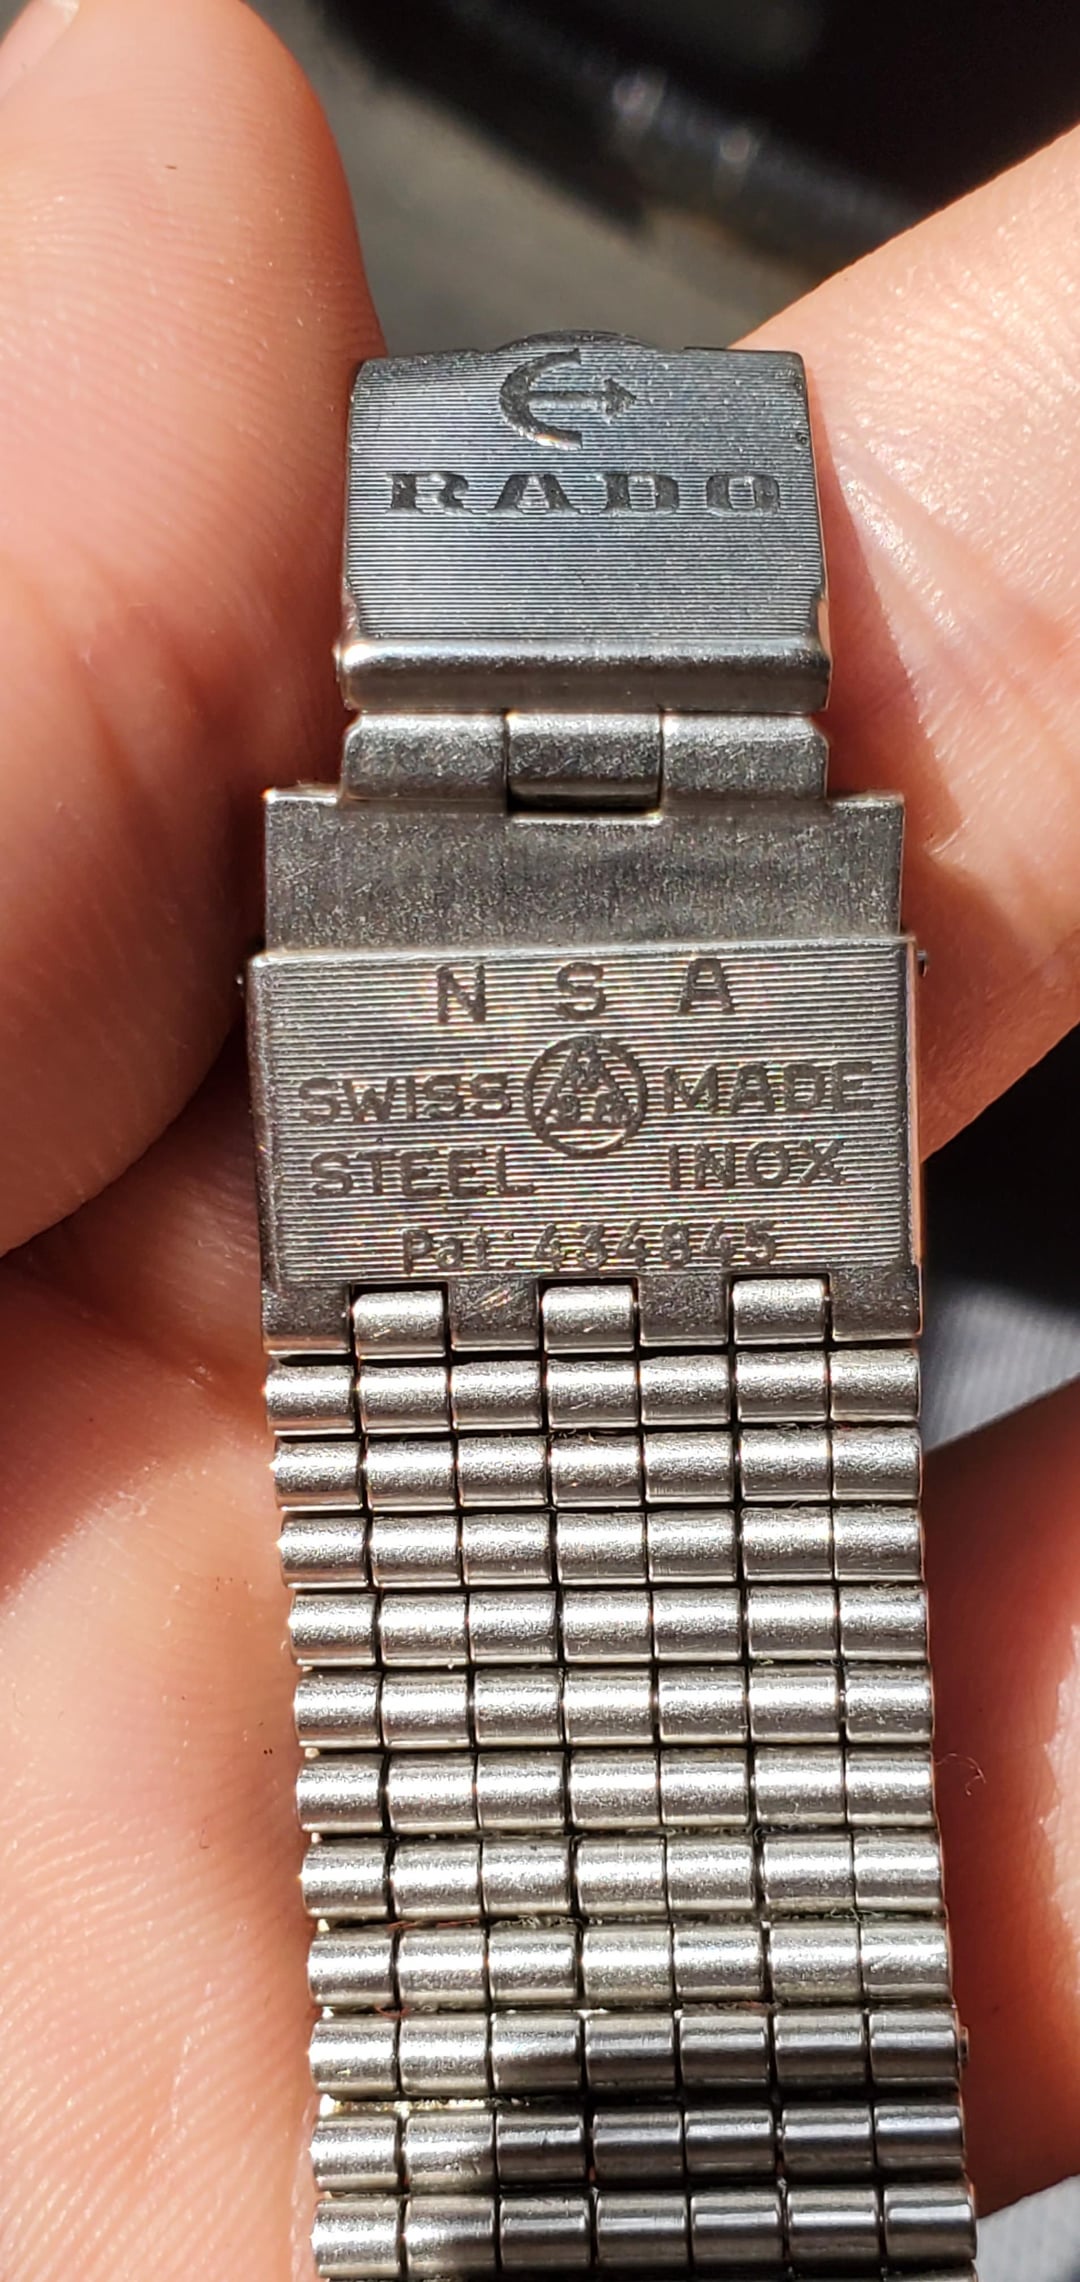 RADO
N S A
SWISS MADE
STEEL INOX
Pat. 434845